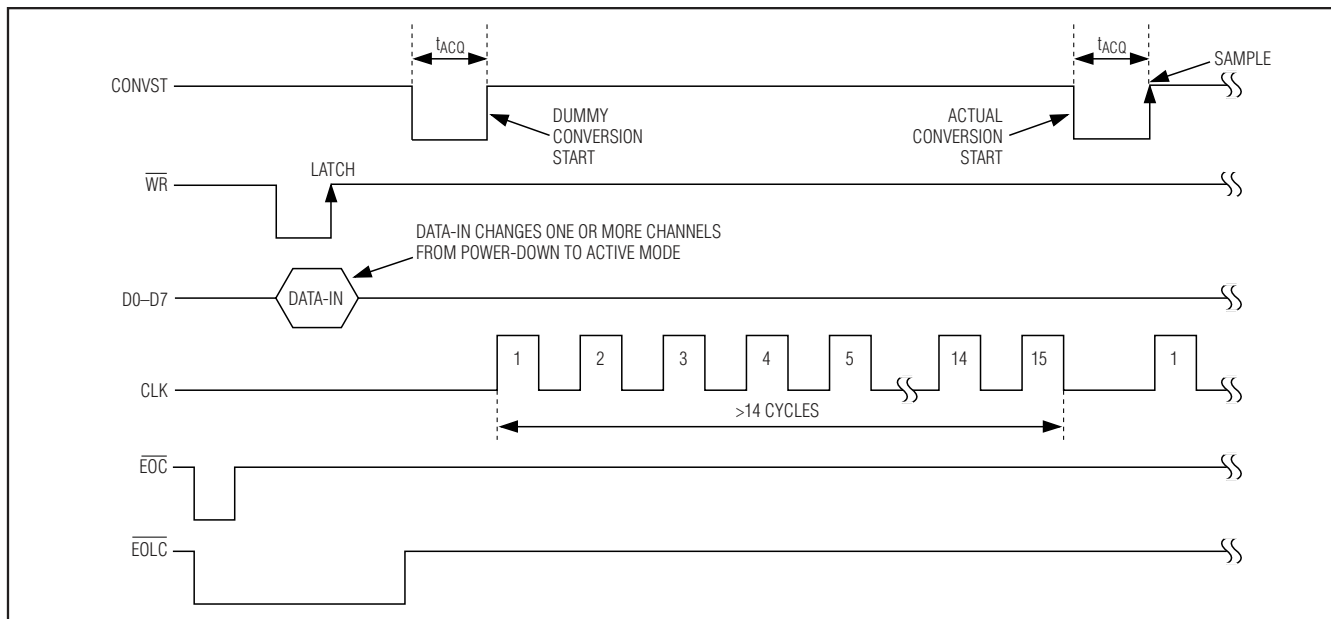 tACQ
tACQ
SAMPLE
CONVST
DUMMY
CONVERSION
START
ACTUAL
CONVERSION
START
LATCH
WR
DATA-IN CHANGES ONE OR MORE CHANNELS
FROM POWER-DOWN TO ACTIVE MODE
D0–D7
DATA-IN
1 2 3 4 5 14 15 1
CLK
>14 CYCLES
EOC
EOLC